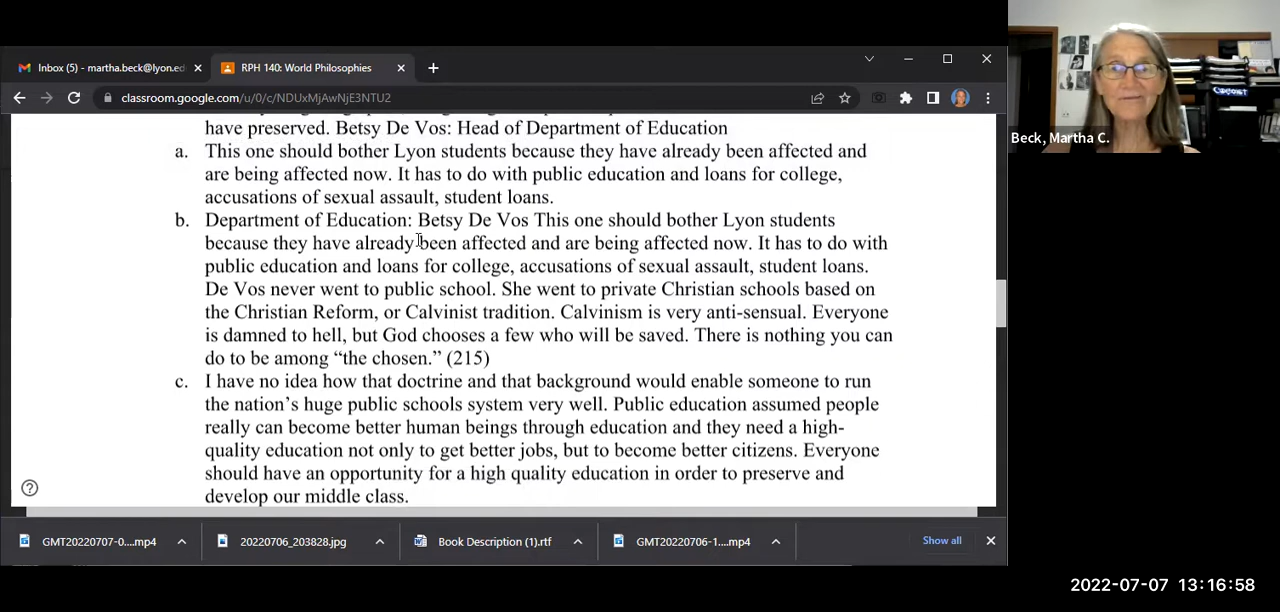 Inbox (5) - martha.beck@lyon.ed
RPH 140: World Philosophies
classroom.google.com/u/0/c/NDUxMjAwNjE3NTU2
have preserved. Betsy De Vos: Head of Department of Education
a. This one should bother Lyon students because they have already been affected and
are being affected now. It has to do with public education and loans for college,
accusations of sexual assault, student loans.
b. Department of Education: Betsy De Vos This one should bother Lyon students
because they have already been affected and are being affected now. It has to do with
public education and loans for college, accusations of sexual assault, student loans.
De Vos never went to public school. She went to private Christian schools based on
the Christian Reform, or Calvinist tradition. Calvinism is very anti-sensual. Everyone
is damned to hell, but God chooses a few who will be saved. There is nothing you can
do to be among “the chosen.” (215)
c. I have no idea how that doctrine and that background would enable someone to run
the nation’s huge public schools system very well. Public education assumed people
really can become better human beings through education and they need a high-
quality education not only to get better jobs, but to become better citizens. Everyone
should have an opportunity for a high quality education in order to preserve and
develop our middle class.
GMT20220707-0....mp4
20220706_203828.jpg
Book Description (1).rtf
GMT20220706-1....mp4
Show all
Beck, Martha C.
2022-07-07 13:16:58